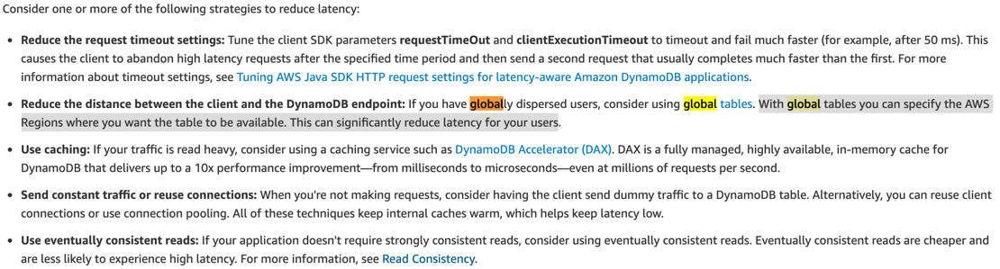 Consider one or more of the following strategies to reduce latency:
• Reduce the request timeout settings: Tune the client SDK parameters requestTimeOut and clientExecutionTimeout to timeout and fail much faster (for example, after 50 ms). This
causes the client to abandon high latency requests after the specified time period and then send a second request that usually completes much faster than the first. For more
information about timeout settings, see Tuning AWS Java SDK HTTP request settings for latency-aware Amazon DynamoDB applications.
• Reduce the distance between the client and the DynamoDB endpoint: If you have globally dispersed users, consider using global tables. With global tables you can specify the AWS
Regions where you want the table to be available. This can significantly reduce latency for your users.
• Use caching: If your traffic is read heavy, consider using a caching service such as DynamoDB Accelerator (DAX). DAX is a fully managed, highly available, in-memory cache for
DynamoDB that delivers up to a 10x performance improvement—from milliseconds to microseconds—even at millions of requests per second.
• Send constant traffic or reuse connections: When you're not making requests, consider having the client send dummy traffic to a DynamoDB table. Alternatively, you can reuse client
connections or use connection pooling. All of these techniques keep internal caches warm, which helps keep latency low.
• Use eventually consistent reads: If your application doesn't require strongly consistent reads, consider using eventually consistent reads. Eventually consistent reads are cheaper and
are less likely to experience high latency. For more information, see Read Consistency.